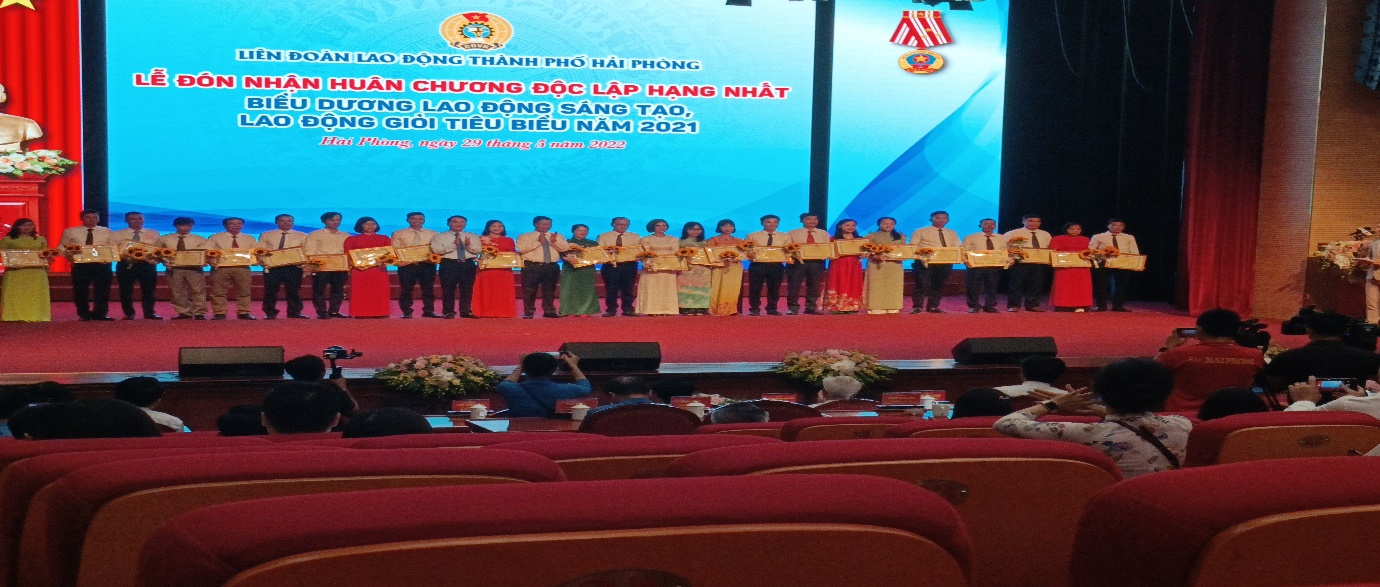 LIÊN ĐOÀN LAO ĐỘNG THÀNH PHỐ HẢI PHÒNG
LỄ ĐÓN NHẬN HUÂN CHƯƠNG ĐỘC LẬP HẠNG NHẤT
BIỂU DƯƠNG LAO ĐỘNG SÁNG TẠO,
LAO ĐỘNG GIỎI TIÊU BIỂU NĂM 2021
Hải Phòng, ngày 29 tháng 5 năm 2022